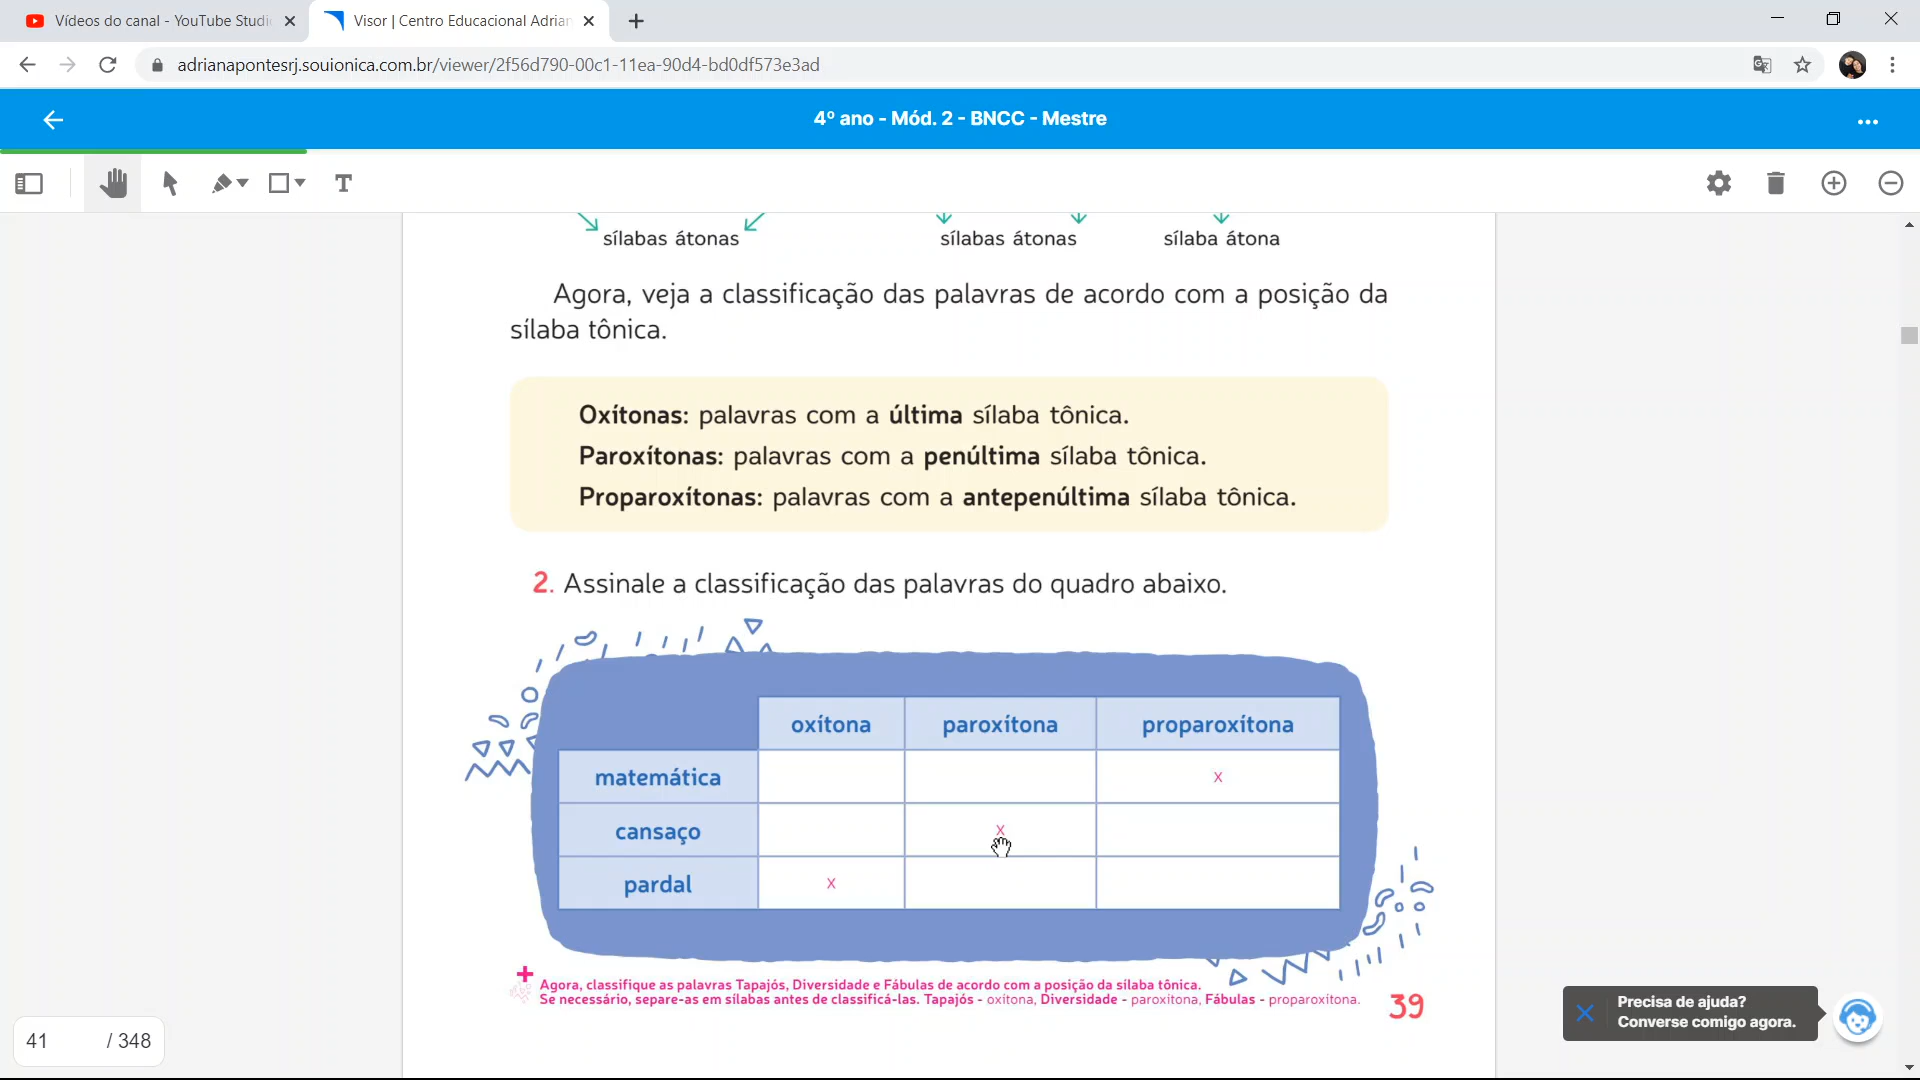 Vídeos do canal - YouTube Studi
Visor | Centro Educacional Adrian
adrianapontesrj.souionica.com.br/viewer/2f56d790-00c1-11ea-90d4-bd0df573e3ad
4º ano - Mód. 2 - BNCC - Mestre
T
sílabas átonas sílabas átonas sílaba átona
Agora, veja a classificação das palavras de acordo com a posição da
sílaba tônica.
Oxítonas: palavras com a última sílaba tônica.
Paroxítonas: palavras com a penúltima sílaba tônica.
Proparoxítonas: palavras com a antepenúltima sílaba tônica.
2. Assinale a classificação das palavras do quadro abaixo.
oxítona paroxítona proparoxítona
matemática x
cansaço x
pardal x
Agora, classifique as palavras Tapajós, Diversidade e Fábulas de acordo com a posição da sílaba tônica.
Se necessário, separe-as em sílabas antes de classificá-las. Tapajós - oxítona, Diversidade - paroxítona, Fábulas - proparoxítona.
39
Precisa de ajuda?
Converse comigo agora.
41 / 348